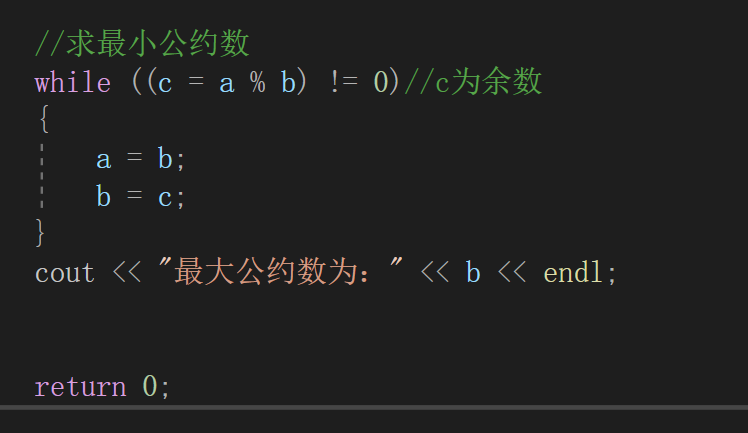 //求最小公约数
while ((c = a % b) != 0)//c为余数
{
a = b;
b = c;
}
cout << "最大公约数为：" << b << endl;
return 0;